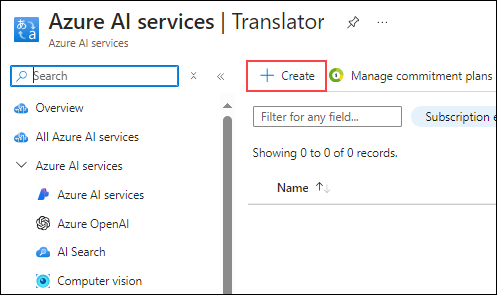 Azure AI services | Translator
Azure AI services
Search
Create
Manage commitment plans
Overview
All Azure AI services
Azure AI services
Azure AI services
Azure OpenAI
AI Search
Computer vision
Filter for any field...
Subscription e
Showing 0 to 0 of 0 records.
Name